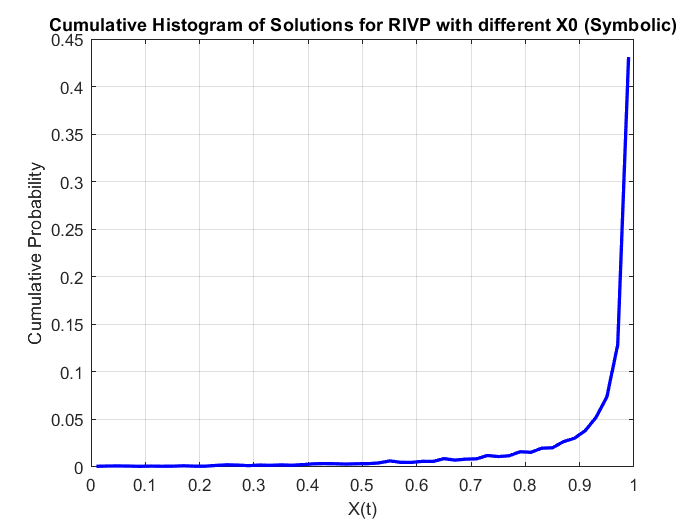 Cumulative Histogram of Solutions for RIVP with different X0 (Symbolic)
0.45
0.4
0.35
0.3
0.25
0.2
0.15
0.1
0.05
0
Cumulative Probability
0 0.1 0.2 0.3 0.4 0.5 0.6 0.7 0.8 0.9 1
X(t)